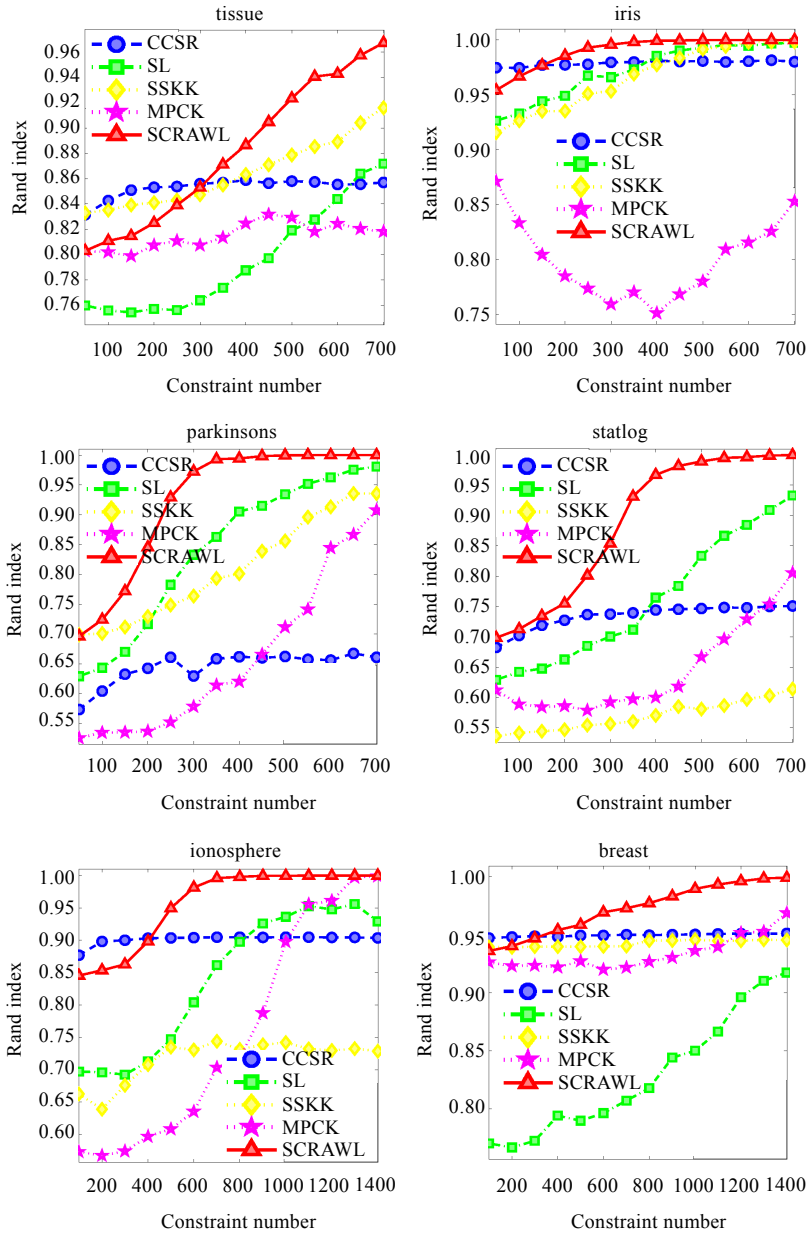 tissue
0.96
0.94
0.92
0.90
0.88
0.86
0.84
0.82
0.80
0.78
0.76
Rand index
CCSR
SL
SSKK
MPCK
SCRAWL
100 200 300 400 500 600 700
Constraint number
iris
1.00
0.95
0.90
0.85
0.80
0.75
Rand index
CCSR
SL
SSKK
MPCK
SCRAWL
100 200 300 400 500 600 700
Constraint number
parkinsons
1.00
0.95
0.90
0.85
0.80
0.75
0.70
0.65
0.60
0.55
Rand index
CCSR
SL
SSKK
MPCK
SCRAWL
100 200 300 400 500 600 700
Constraint number
statlog
1.00
0.95
0.90
0.85
0.80
0.75
0.70
0.65
0.60
0.55
Rand index
CCSR
SL
SSKK
MPCK
SCRAWL
100 200 300 400 500 600 700
Constraint number
ionosphere
1.00
0.95
0.90
0.85
0.80
0.75
0.70
0.65
0.60
Rand index
CCSR
SL
SSKK
MPCK
SCRAWL
200 400 600 800 1000 1200 1400
Constraint number
breast
1.00
0.95
0.90
0.85
0.80
Rand index
CCSR
SL
SSKK
MPCK
SCRAWL
200 400 600 800 1000 1200 1400
Constraint number